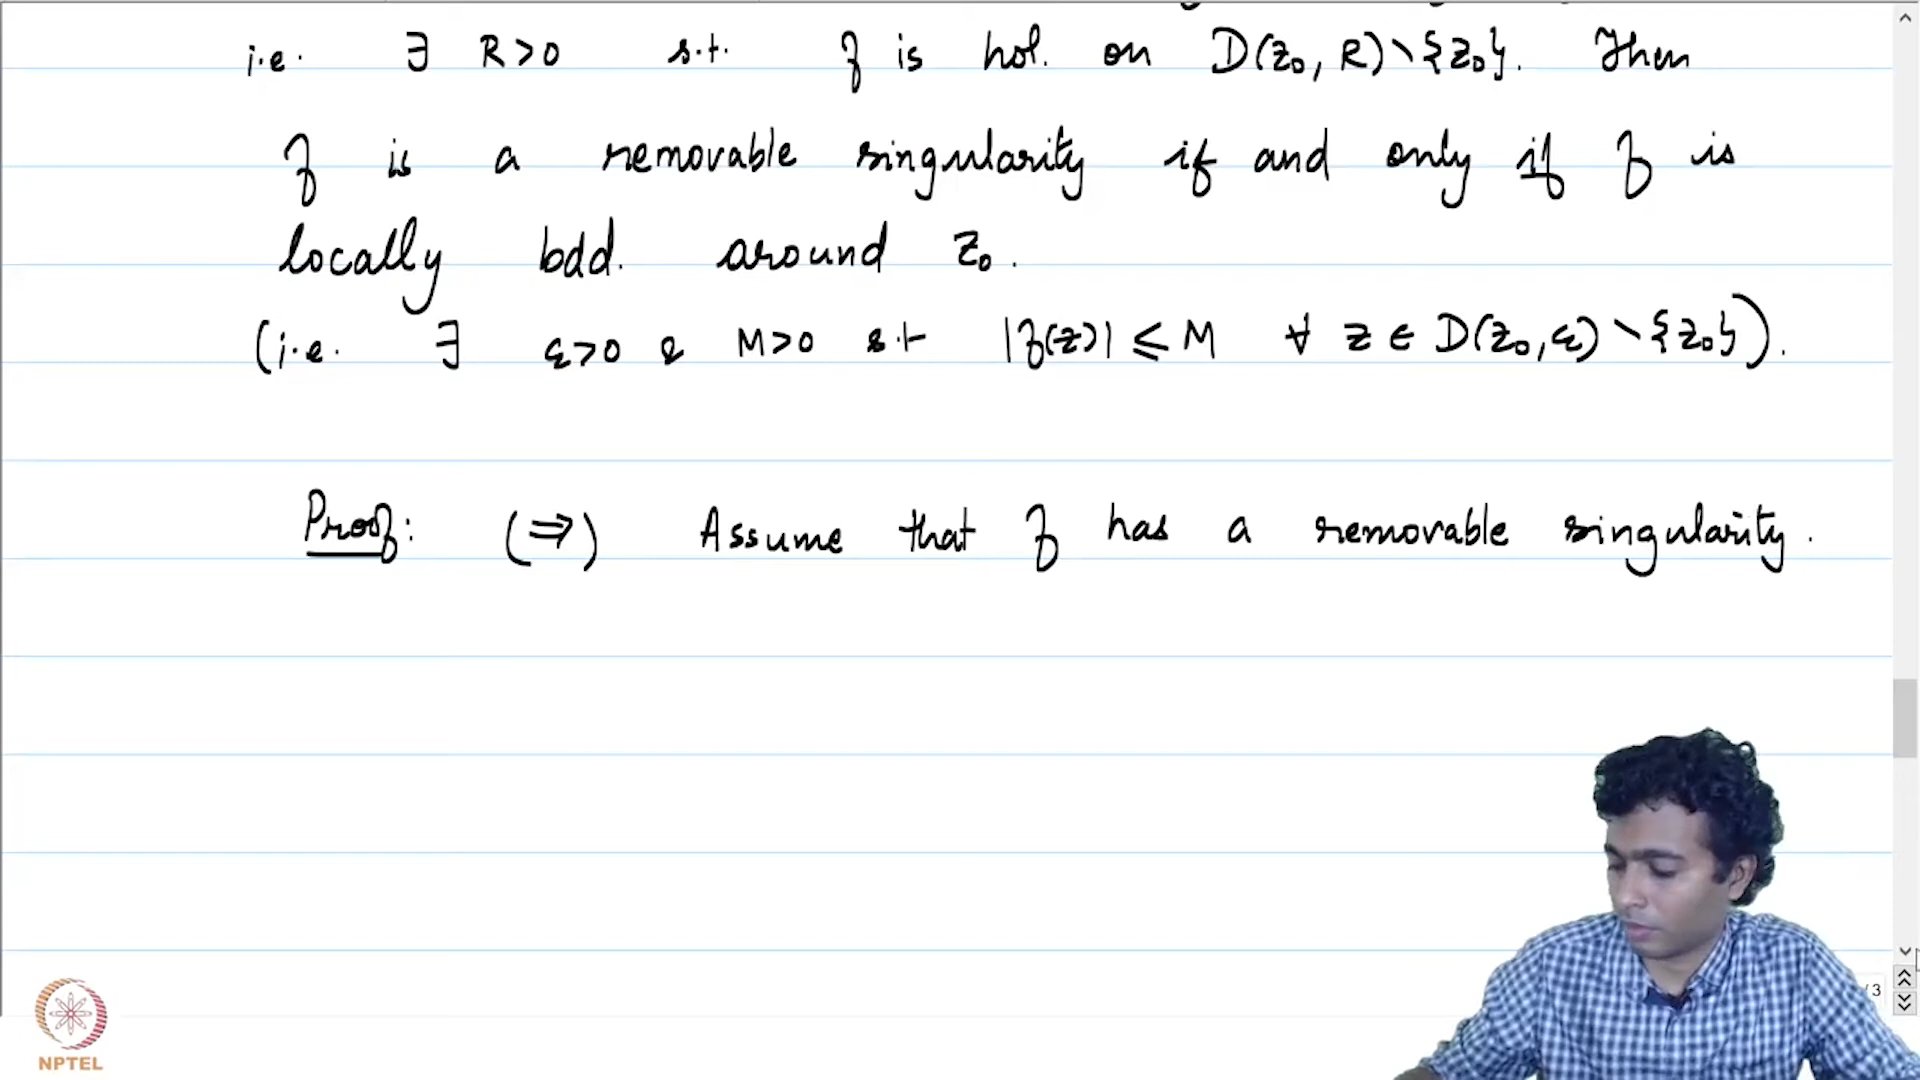 i.e. ∃ R>0 s.t. f is hol. on D(z₀, R)∖{z₀}. Then
f is a removable singularity if and only if f is
locally bdd. around z₀.
(i.e. ∃ ε>0 & M>0 s.t |f(z)| ≤ M ∀ z ∈ D(z₀,ε)∖{z₀}).
Proof: (⇒) Assume that f has a removable singularity.
/3
NPTEL